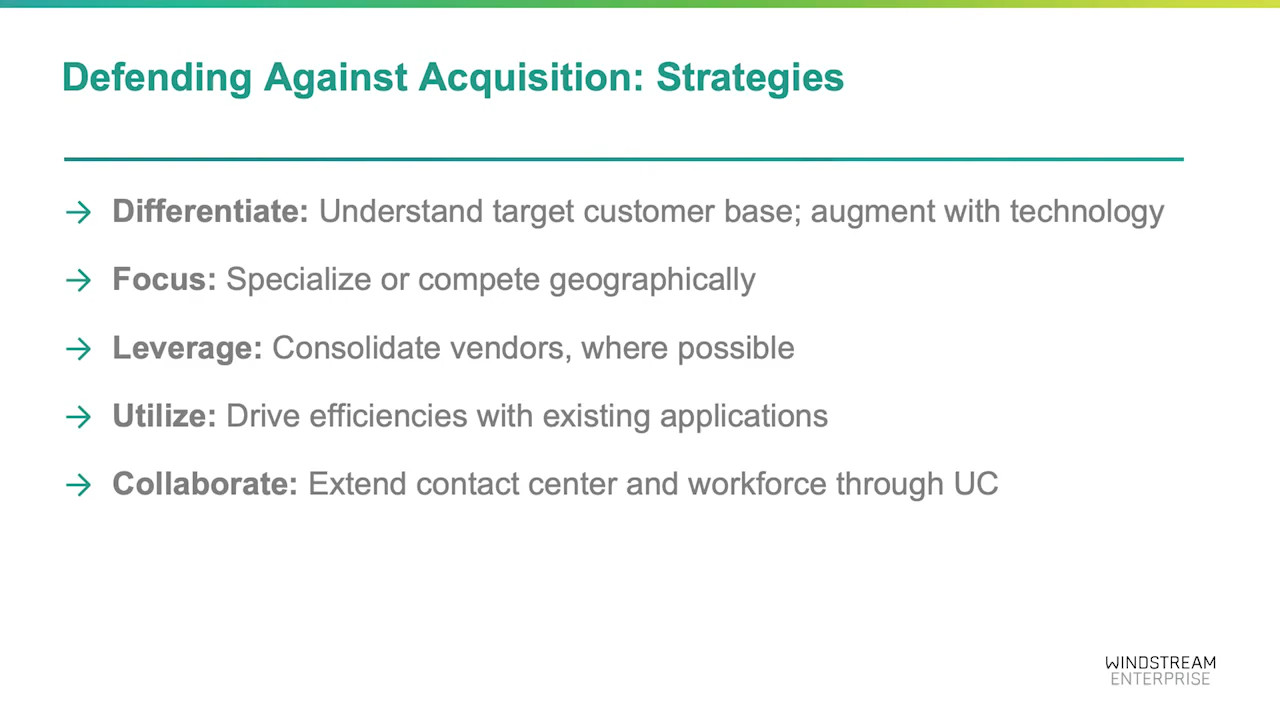 Defending Against Acquisition: Strategies
→ Differentiate: Understand target customer base; augment with technology
→ Focus: Specialize or compete geographically
→ Leverage: Consolidate vendors, where possible
→ Utilize: Drive efficiencies with existing applications
→ Collaborate: Extend contact center and workforce through UC
WINDSTREAM
ENTERPRISE